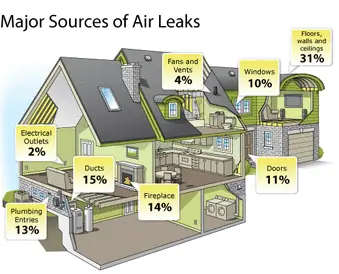 Major Sources of Air Leaks
Floors,
walls and
ceilings
31%
Fans and
Vents
4%
Windows
10%
Electrical
Outlets
2%
Ducts
15%
Doors
11%
Fireplace
14%
Plumbing
Entries
13%